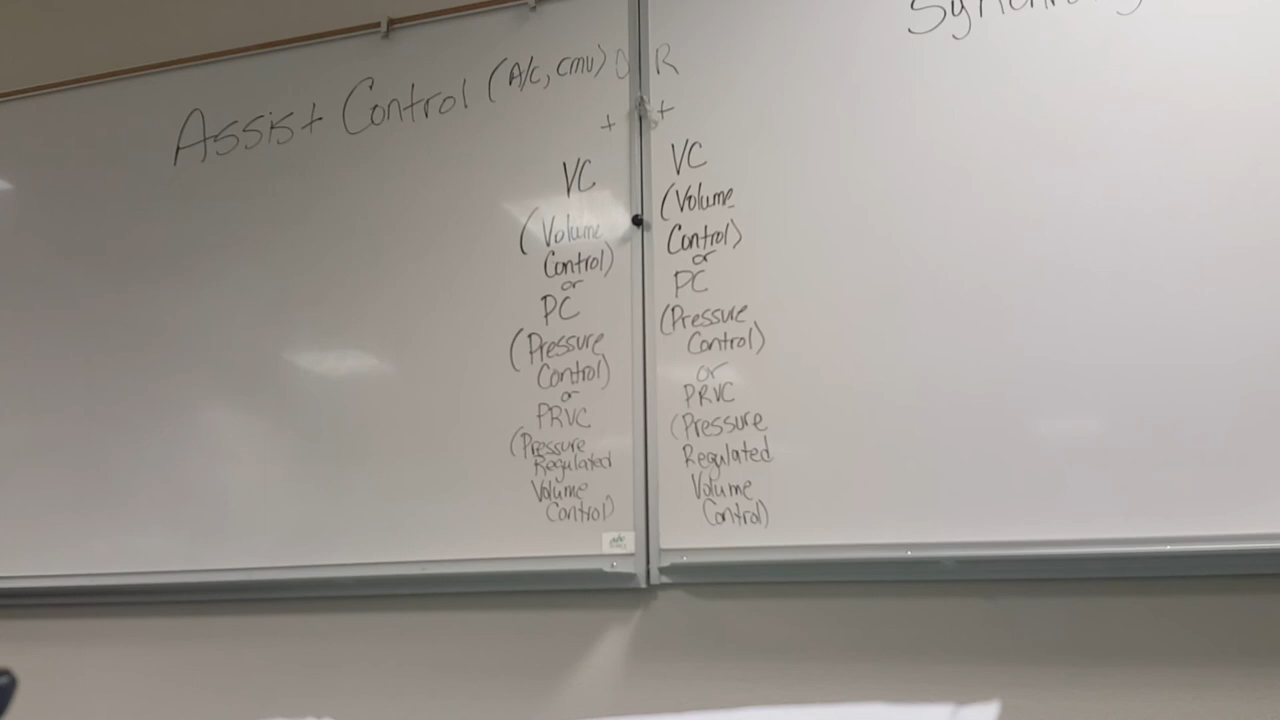 Assist Control (A/C, CMV) OR
+
VC
(Volume
Control)
or
PC
(Pressure
Control)
or
PRVC
(Pressure
Regulated
Volume
Control)
+
VC
(Volume
Control)
or
PC
(Pressure
Control)
or
PRVC
(Pressure
Regulated
Volume
Control)